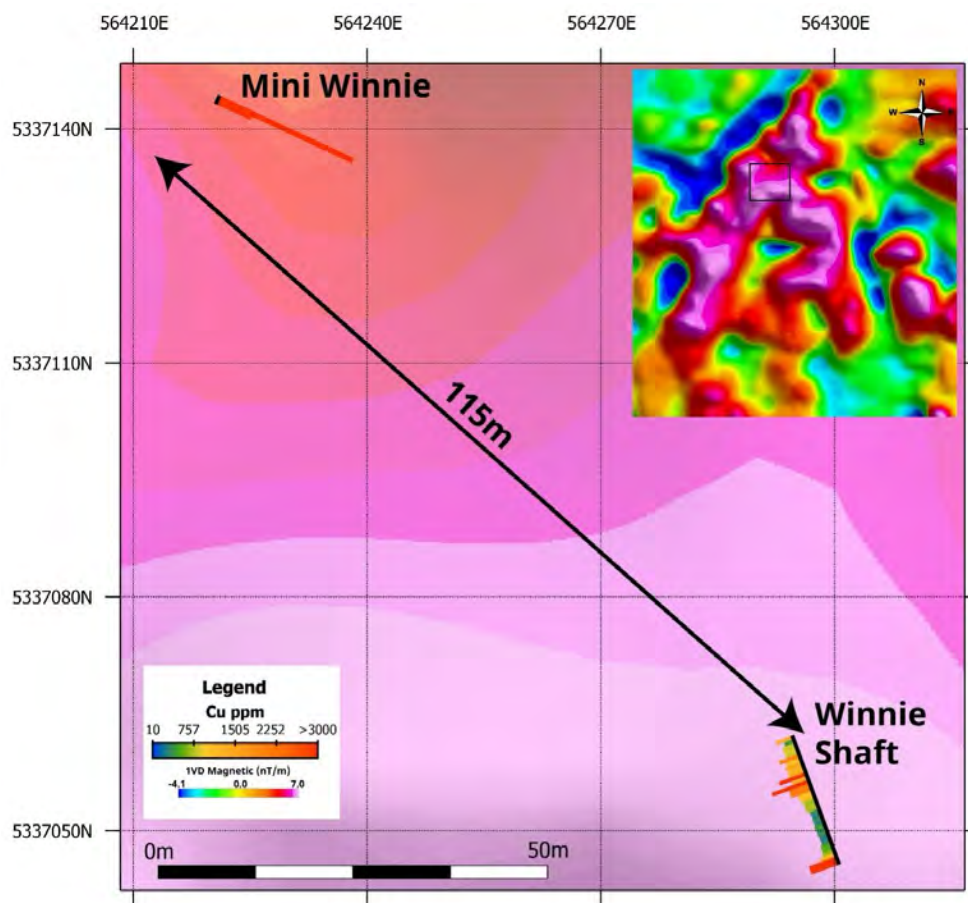 564210E 564240E 564270E 564300E
Mini Winnie
N
W
S
5337140N
5337110N
115m
5337080N
Legend
Cu ppm
10 757 1505 2252 >3000
1VD Magnetic (nT/m)
-4.1 0.0 7.0
Winnie
Shaft
5337050N
0m 50m